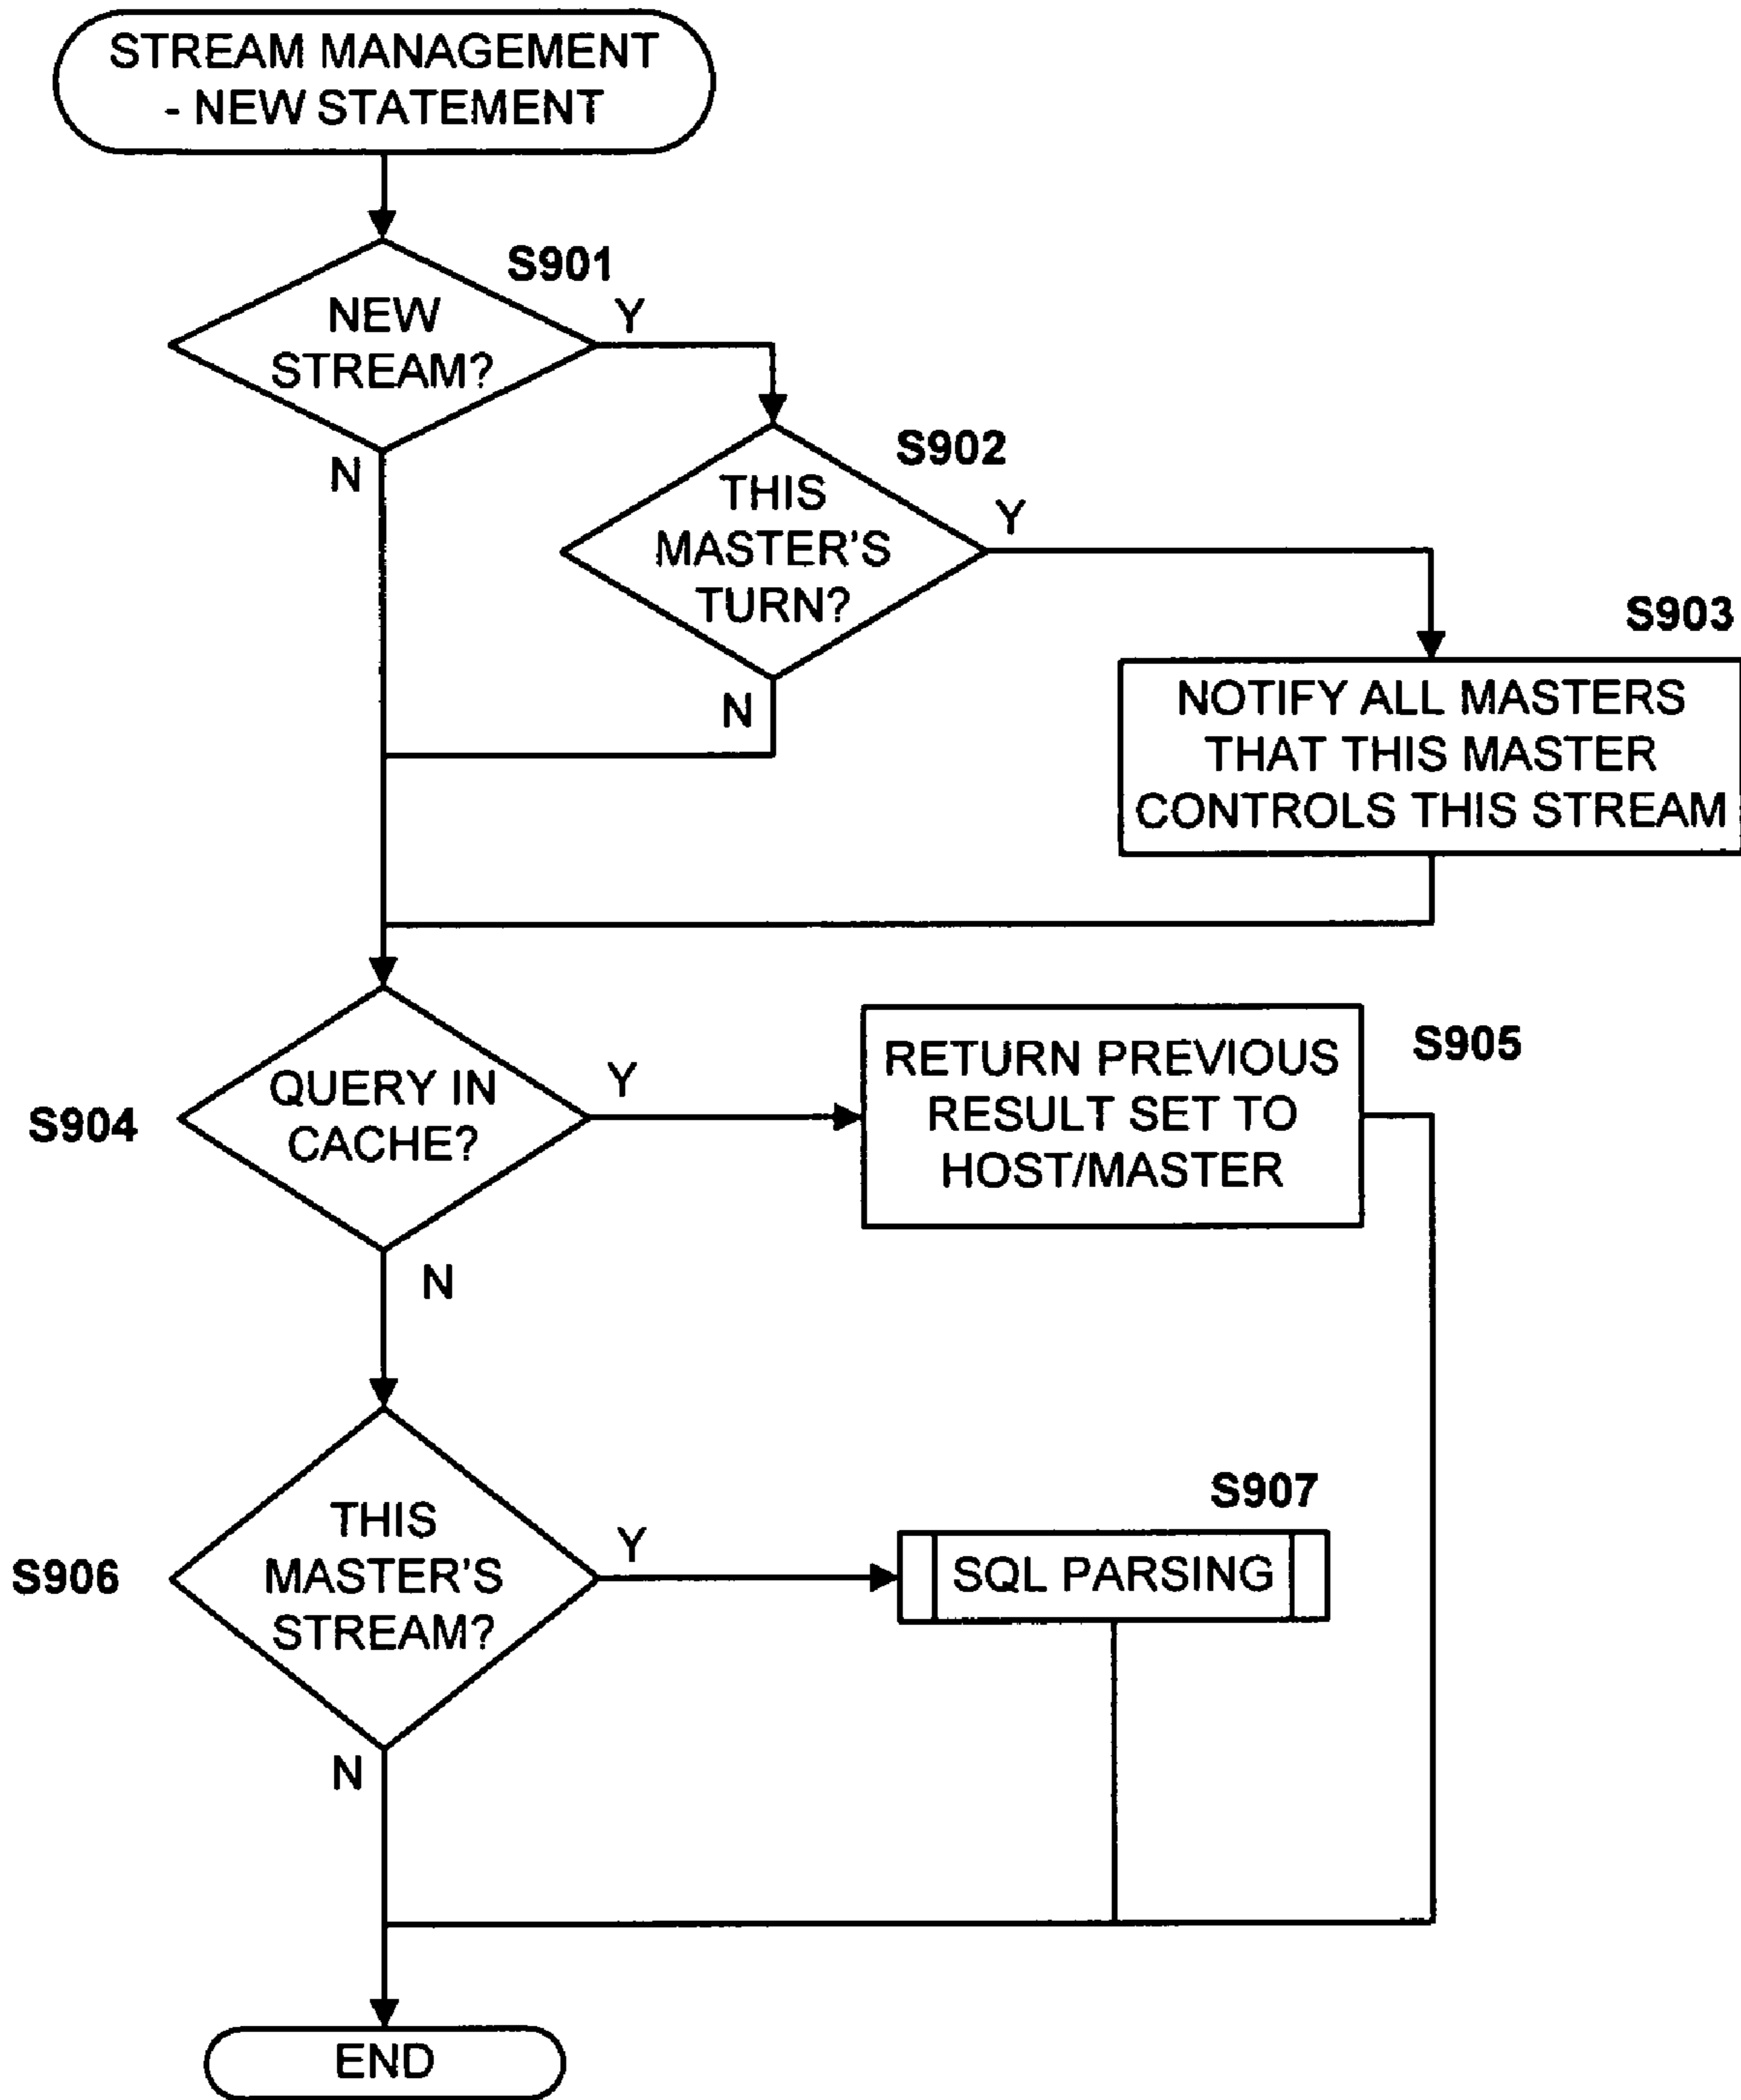 STREAM MANAGEMENT
- NEW STATEMENT
S901
NEW
STREAM?
Y
N
S902
THIS
MASTER'S
TURN?
Y
N
S903
NOTIFY ALL MASTERS
THAT THIS MASTER
CONTROLS THIS STREAM
S904
QUERY IN
CACHE?
Y
N
S905
RETURN PREVIOUS
RESULT SET TO
HOST/MASTER
S906
THIS
MASTER'S
STREAM?
Y
N
S907
SQL PARSING
END